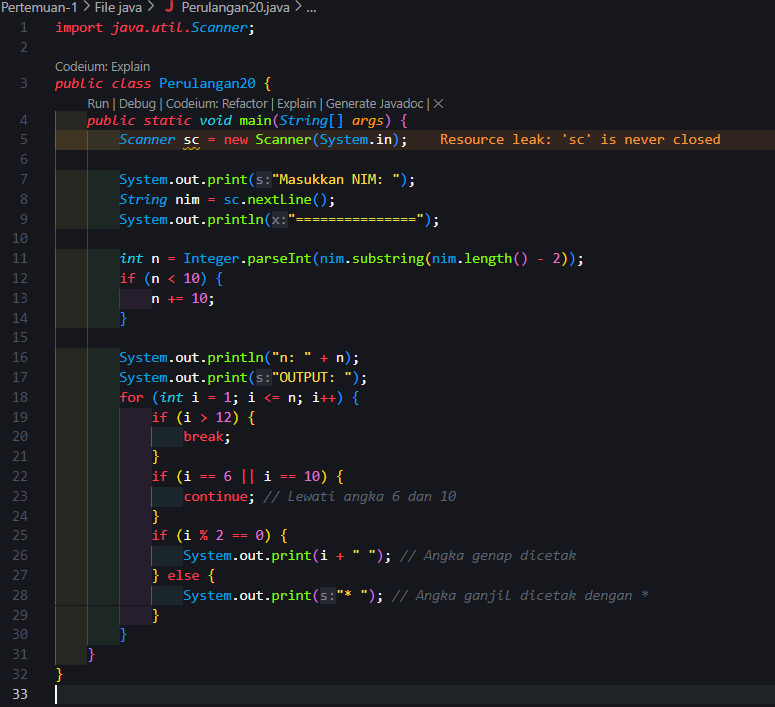 Pertemuan-1 > File java > J Perulangan20.java > ...
1 import java.util.Scanner;
2
Codeium: Explain
3 public class Perulangan20 {
Run | Debug | Codeium: Refactor | Explain | Generate Javadoc | ×
4 public static void main(String[] args) {
5 Scanner sc = new Scanner(System.in); Resource leak: 'sc' is never closed
6
7 System.out.print(s:"Masukkan NIM: ");
8 String nim = sc.nextLine();
9 System.out.println(x:"===============");
10
11 int n = Integer.parseInt(nim.substring(nim.length() - 2));
12 if (n < 10) {
13 n += 10;
14 }
15
16 System.out.println("n: " + n);
17 System.out.print(s:"OUTPUT: ");
18 for (int i = 1; i <= n; i++) {
19 if (i > 12) {
20 break;
21 }
22 if (i == 6 || i == 10) {
23 continue; // Lewati angka 6 dan 10
24 }
25 if (i % 2 == 0) {
26 System.out.print(i + " "); // Angka genap dicetak
27 } else {
28 System.out.print(s:"* "); // Angka ganjil dicetak dengan *
29 }
30 }
31 }
32 }
33